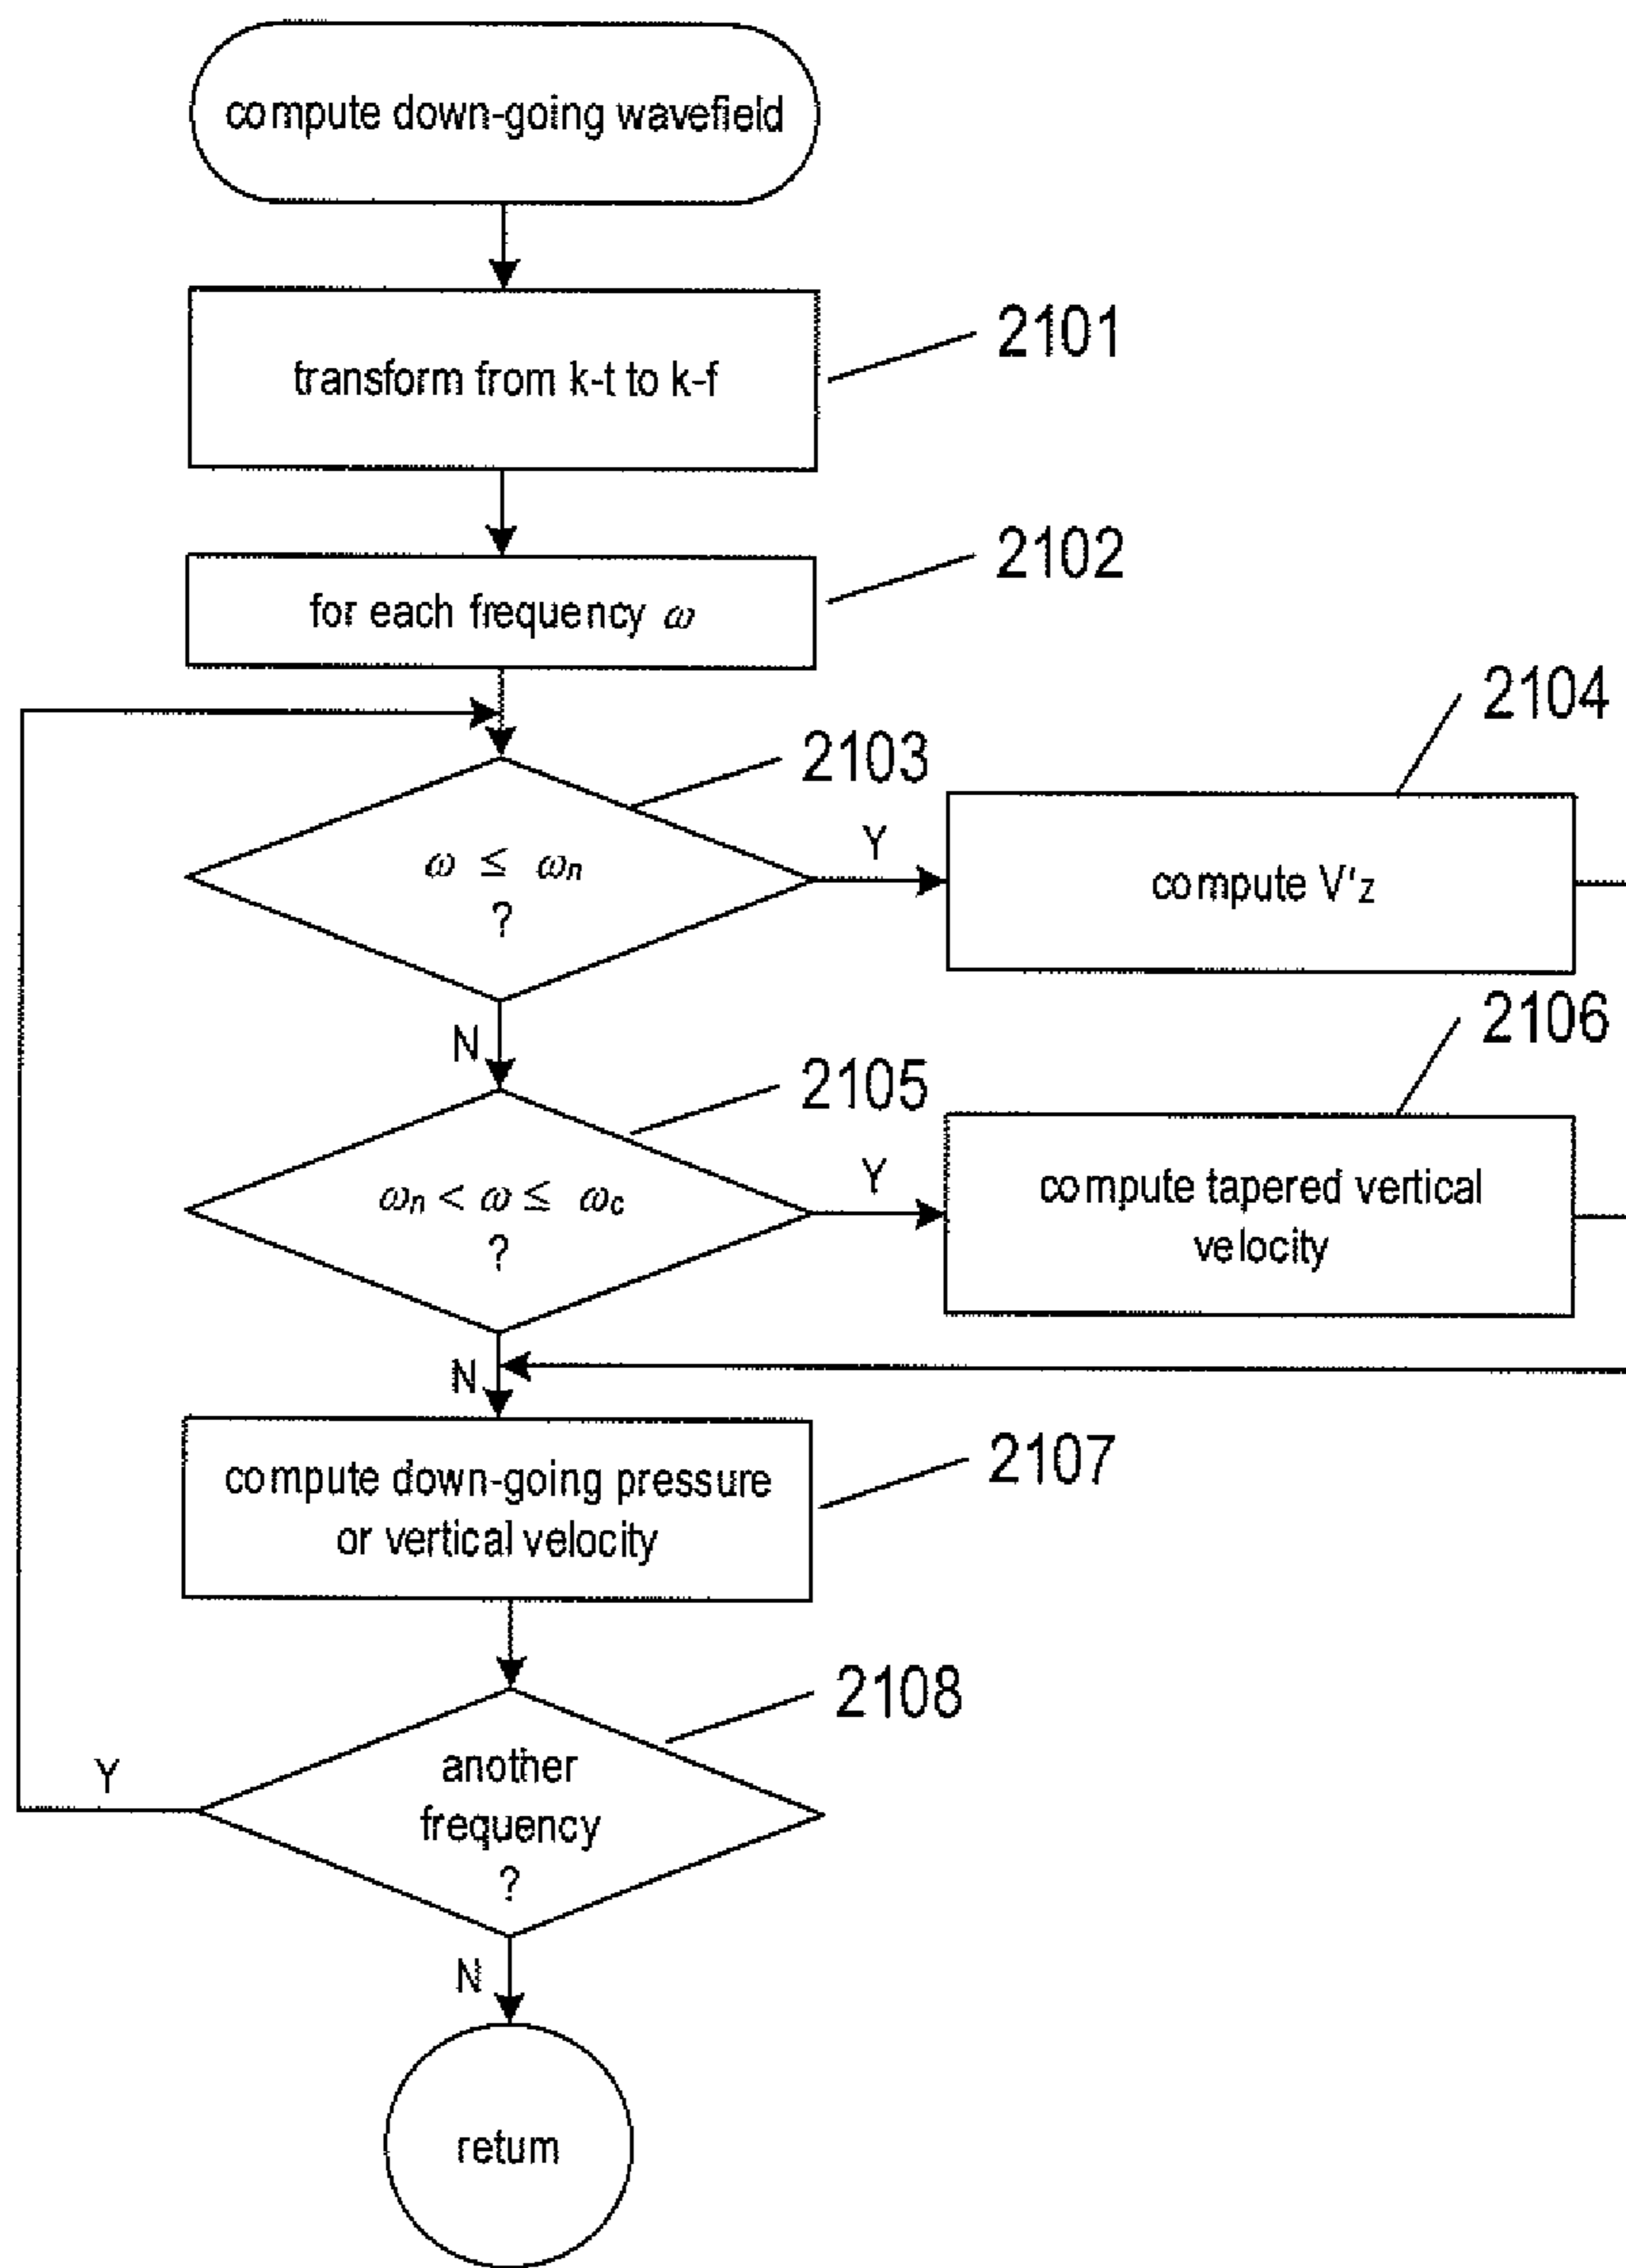 compute down-going wavefield
2101
transform from k-t to k-f
2102
for each frequency ω
2104
2103
ω ≤ ωn
?
Y
compute V'z
N
2106
2105
ωn < ω ≤ ωc
?
Y
compute tapered vertical
velocity
N
2107
compute down-going pressure
or vertical velocity
2108
another
frequency
?
Y
N
return